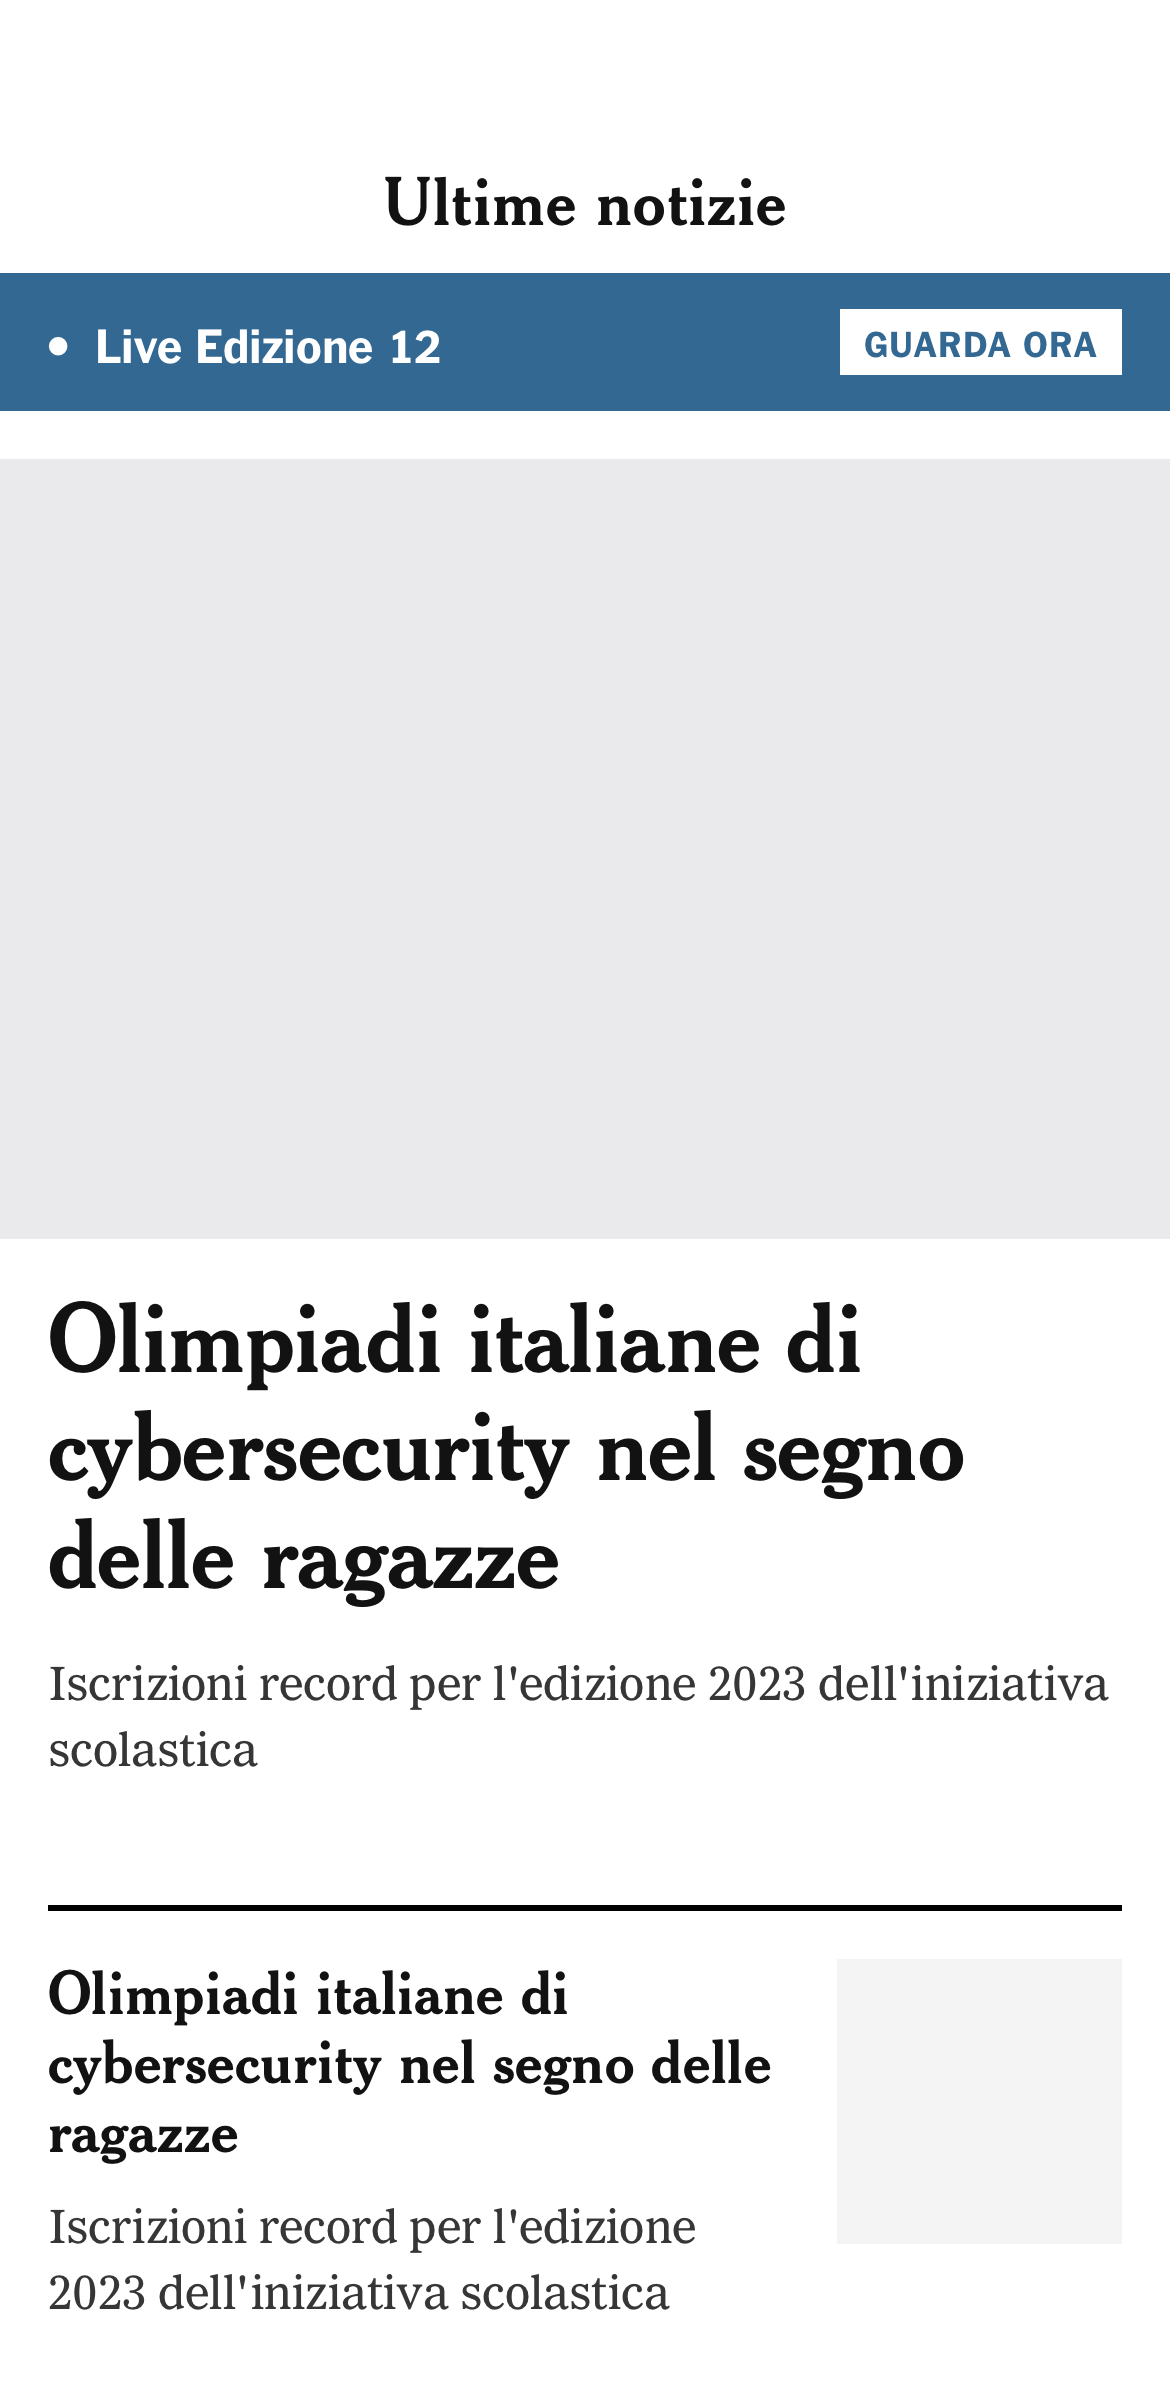 Ultime notizie
Live Edizione 12
GUARDA ORA
Olimpiadi italiane di
cybersecurity nel segno
delle ragazze
Iscrizioni record per l'edizione 2023 dell'iniziativa
scolastica
Olimpiadi italiane di
cybersecurity nel segno delle
ragazze
Iscrizioni record per l'edizione
2023 dell'iniziativa scolastica